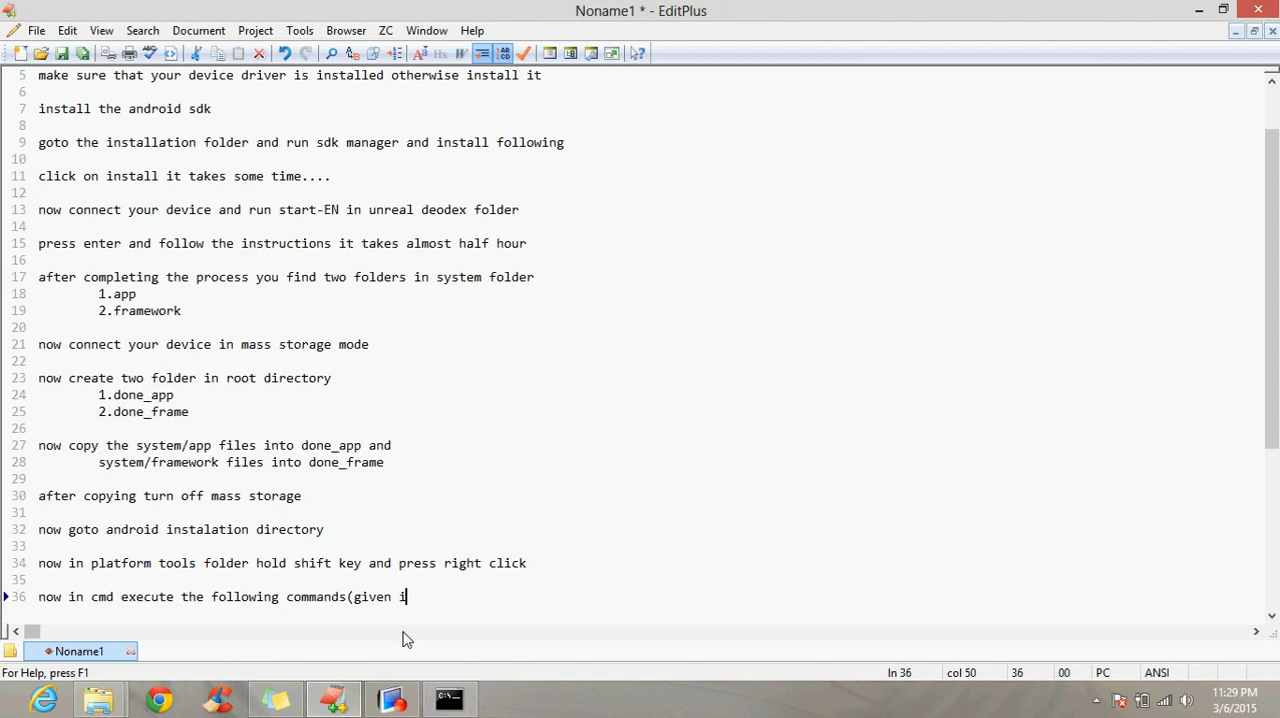 Noname1 * - EditPlus
File Edit View Search Document Project Tools Browser ZC Window Help
5 make sure that your device driver is installed otherwise install it
6
7 install the android sdk
8
9 goto the installation folder and run sdk manager and install following
10
11 click on install it takes some time....
12
13 now connect your device and run start-EN in unreal deodex folder
14
15 press enter and follow the instructions it takes almost half hour
16
17 after completing the process you find two folders in system folder
18 1.app
19 2.framework
20
21 now connect your device in mass storage mode
22
23 now create two folder in root directory
24 1.done_app
25 2.done_frame
26
27 now copy the system/app files into done_app and
28 system/framework files into done_frame
29
30 after copying turn off mass storage
31
32 now goto android instalation directory
33
34 now in platform tools folder hold shift key and press right click
35
36 now in cmd execute the following commands(given i
Noname1
For Help, press F1 ln 36 col 50 36 00 PC ANSI
11:29 PM
3/6/2015